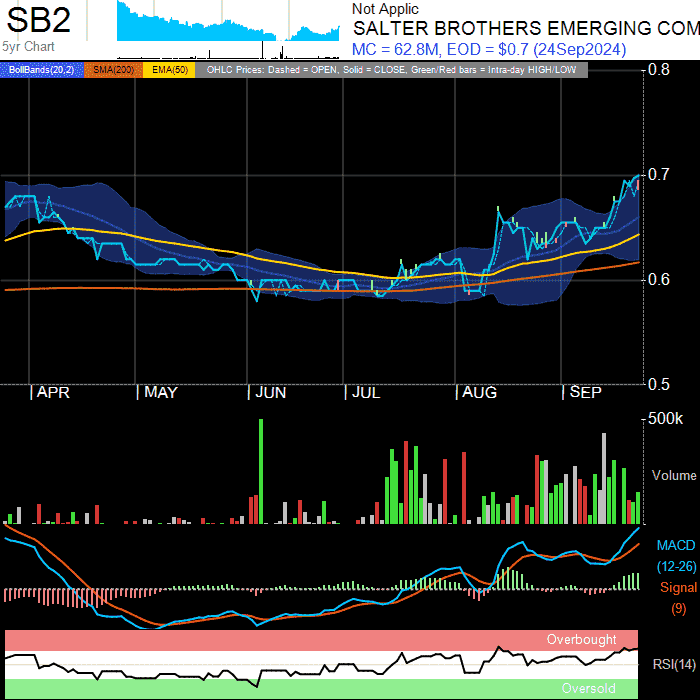 SB2
5yr Chart
Not Applic
SALTER BROTHERS EMERGING COM
MC = 62.8M, EOD = $0.7 (24Sep2024)
BollBands(20,2) SMA(200) EMA(50) OHLC Prices: Dashed = OPEN, Solid = CLOSE, Green/Red bars = Intra-day HIGH/LOW
0.8
0.7
0.6
0.5
APR MAY JUN JUL AUG SEP
500k
Volume
MACD
(12-26)
Signal
(9)
Overbought
RSI(14)
Oversold